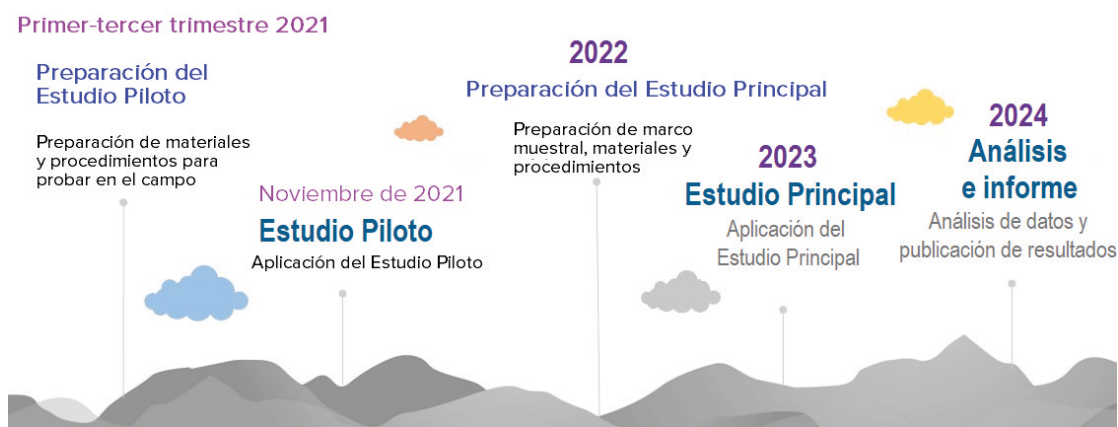 Primer-tercer trimestre 2021
Preparación del
Estudio Piloto
Preparación de materiales
y procedimientos para
probar en el campo
Noviembre de 2021
Estudio Piloto
Aplicación del Estudio Piloto
2022
Preparación del Estudio Principal
Preparación de marco
muestral, materiales y
procedimientos
2023
Estudio Principal
Aplicación del
Estudio Principal
2024
Análisis
e informe
Análisis de datos y
publicación de resultados